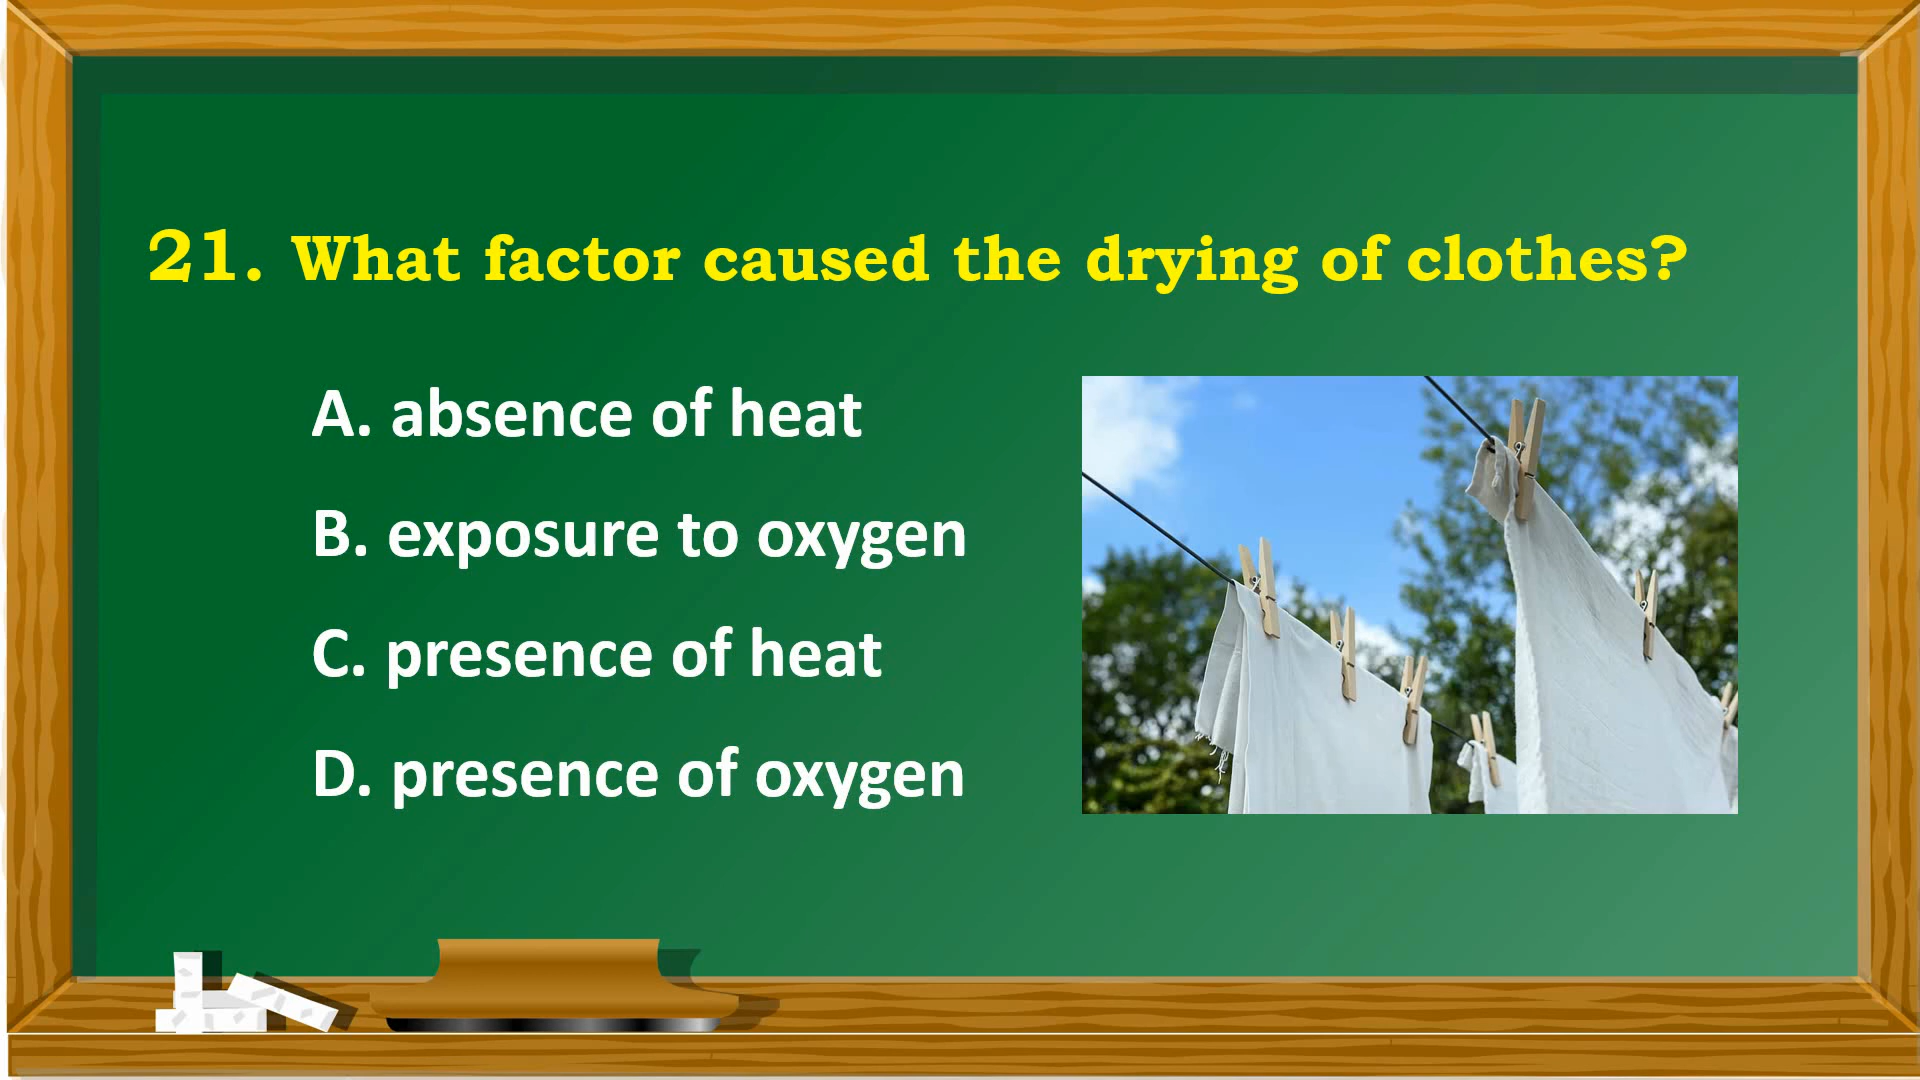 21. What factor caused the drying of clothes?
A. absence of heat
B. exposure to oxygen
C. presence of heat
D. presence of oxygen